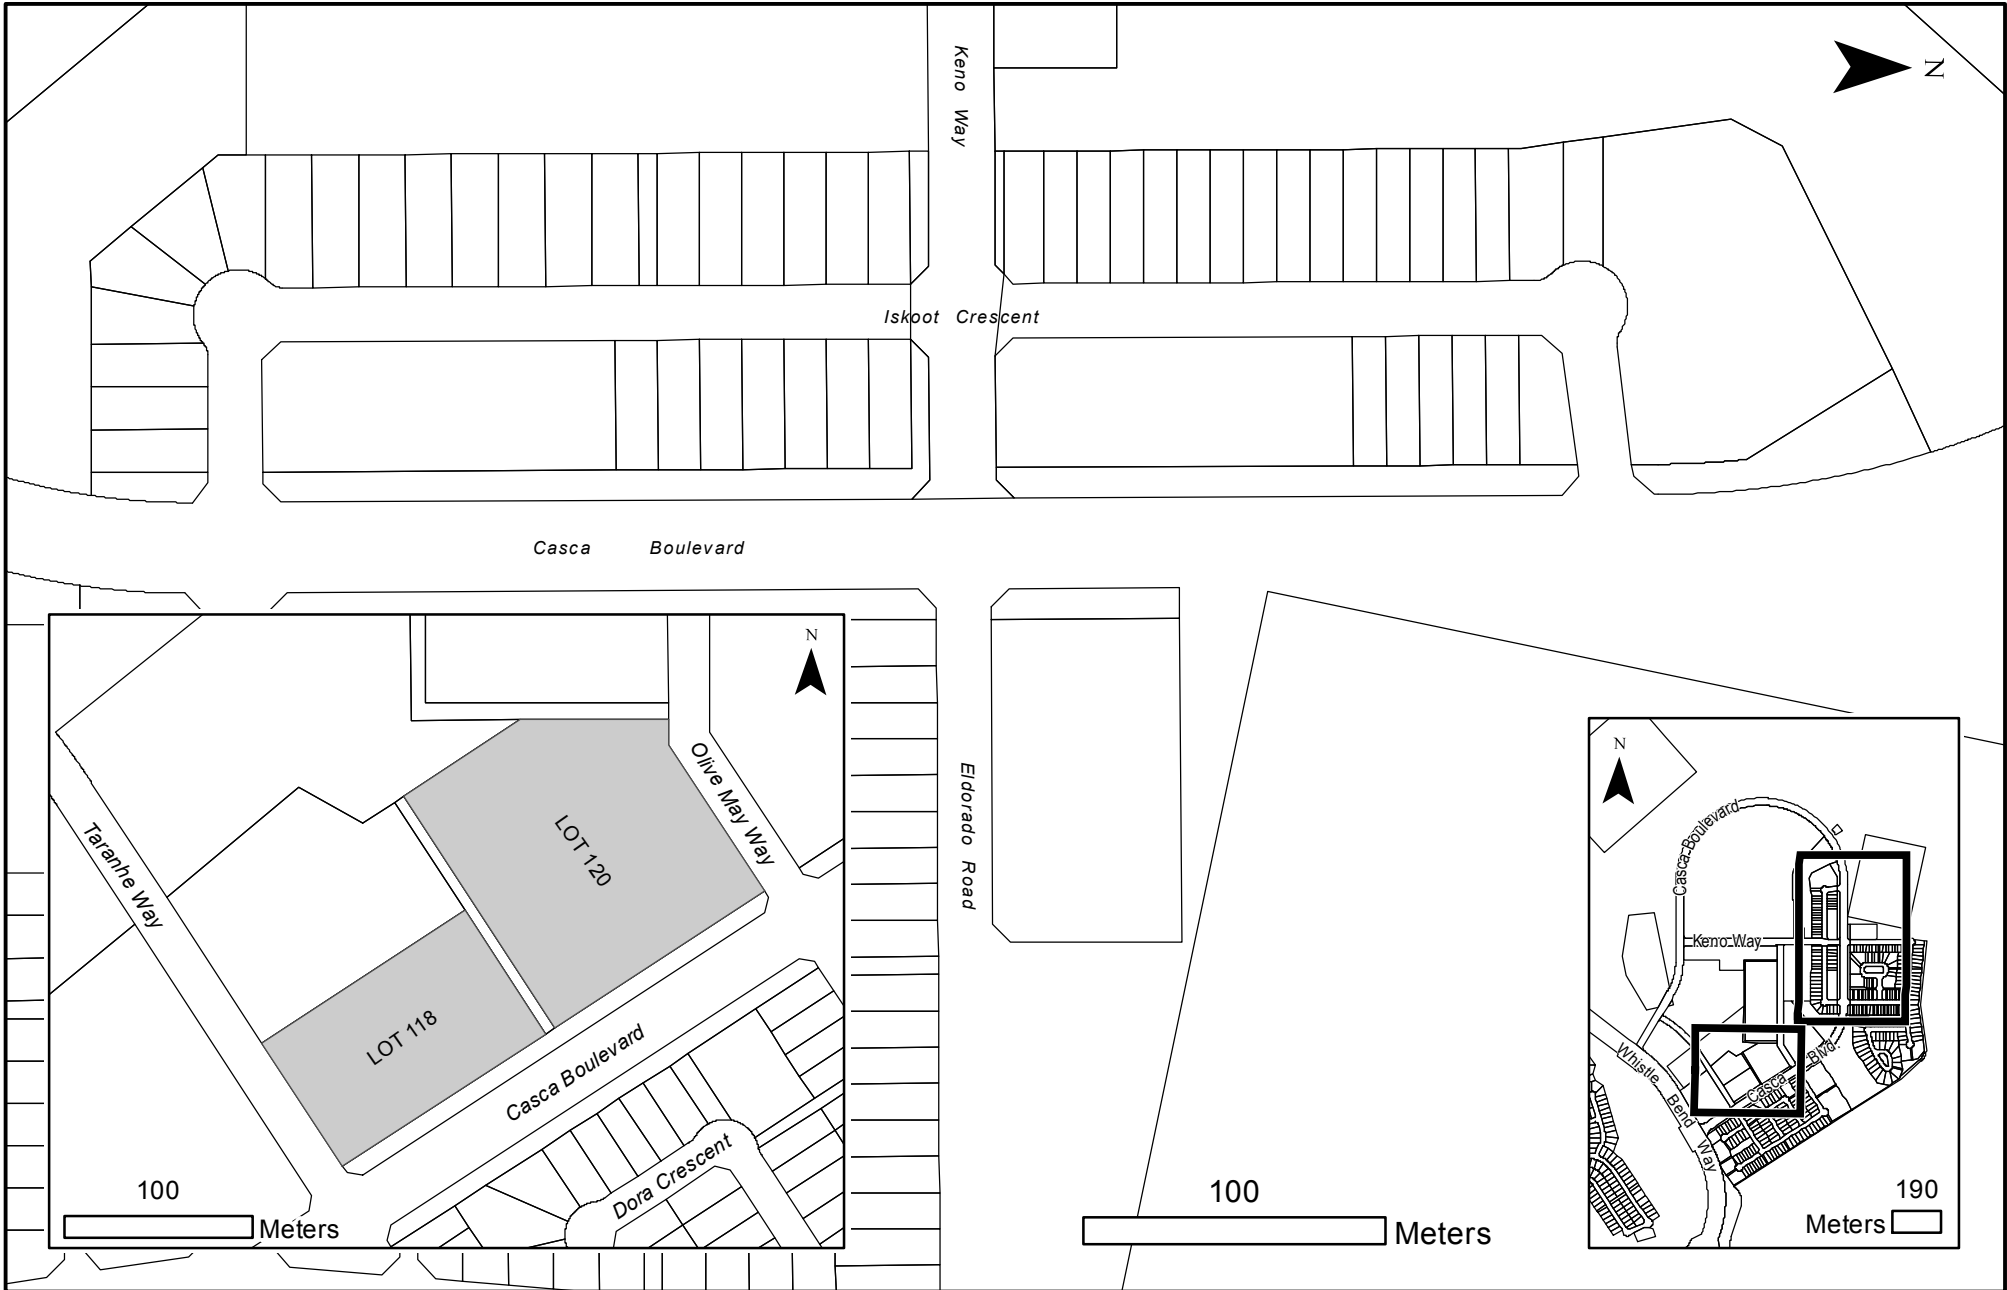 Keno Way
N
Iskoot Crescent
Casca Boulevard
Eldorado Road
100
Meters
N
Olive May Way
LOT 120
Taranhe Way
LOT 118
Casca Boulevard
Dora Crescent
100
Meters
N
Casca Boulevard
Keno Way
Casca Blvd.
Whistle Bend Way
190
Meters